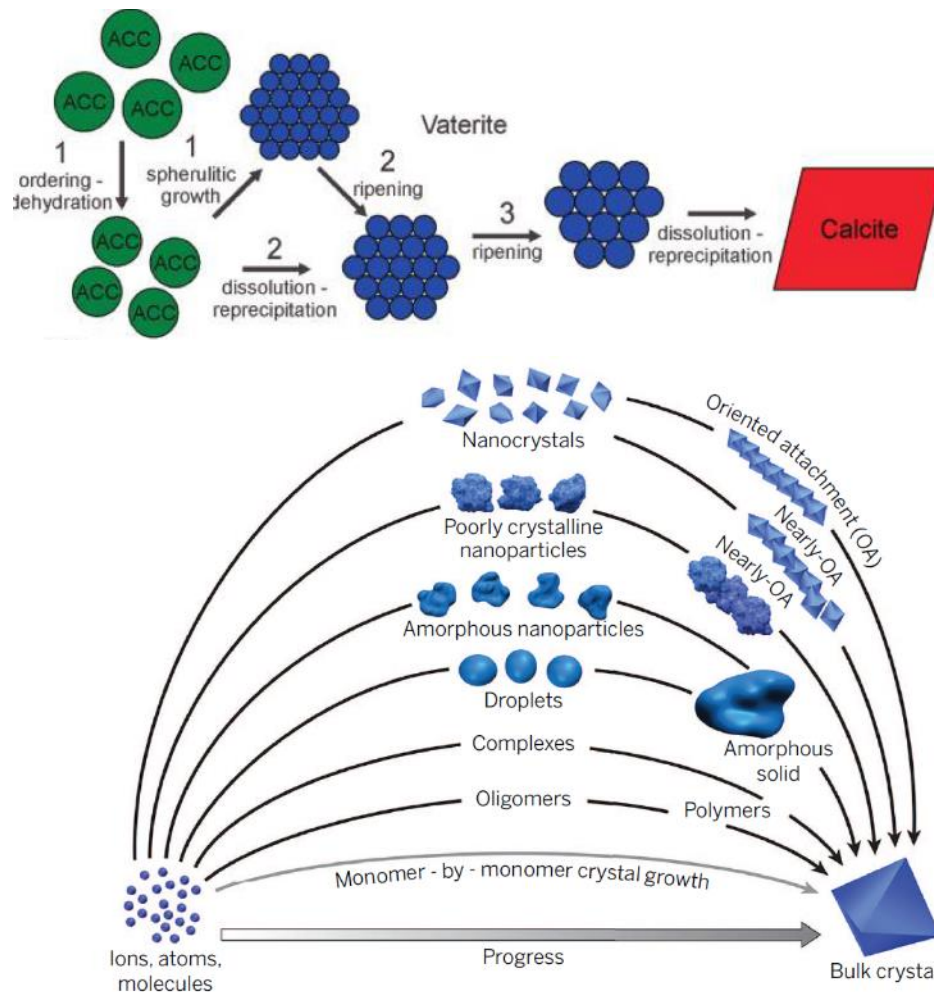 ACC
ACC
ACC
ACC
1
ordering -
dehydration
1
spherulitic
growth
Vaterite
2
ripening
ACC
ACC
ACC
ACC
2
dissolution -
reprecipitation
3
ripening
dissolution -
reprecipitation
Calcite
Nanocrystals
Oriented attachment (OA)
Poorly crystalline
nanoparticles
Nearly-OA
Nearly-OA
Amorphous nanoparticles
Droplets
Amorphous
solid
Complexes
Oligomers
Polymers
Monomer - by - monomer crystal growth
Ions, atoms,
molecules
Progress
Bulk crystal